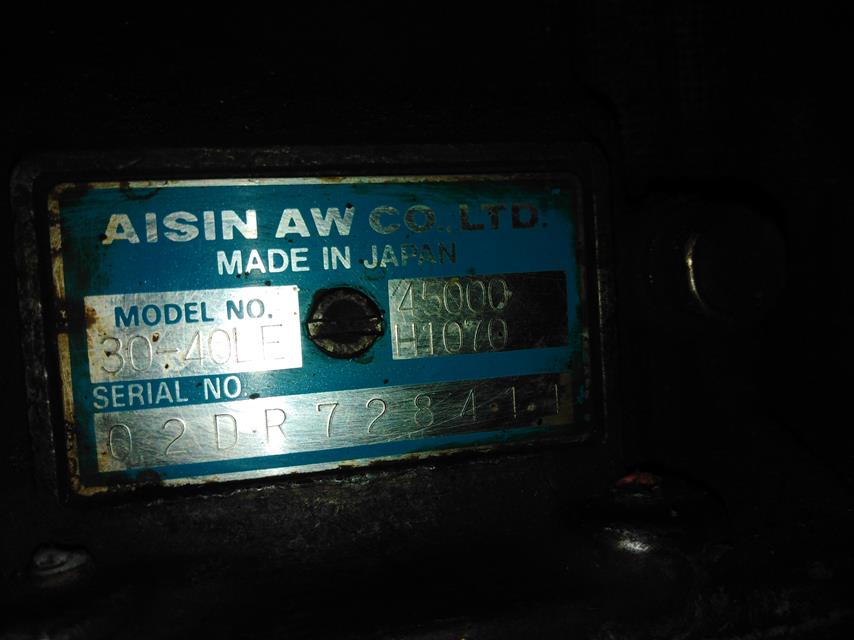 AISIN AW CO., LTD.
MADE IN JAPAN
MODEL NO. 45000
30-40LE H1070
SERIAL NO.
02DR728411